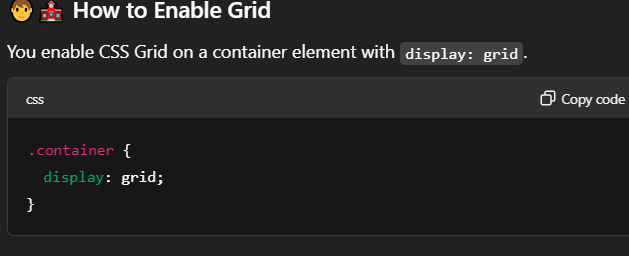 How to Enable Grid
You enable CSS Grid on a container element with display: grid.
css
Copy code
.container {
  display: grid;
}